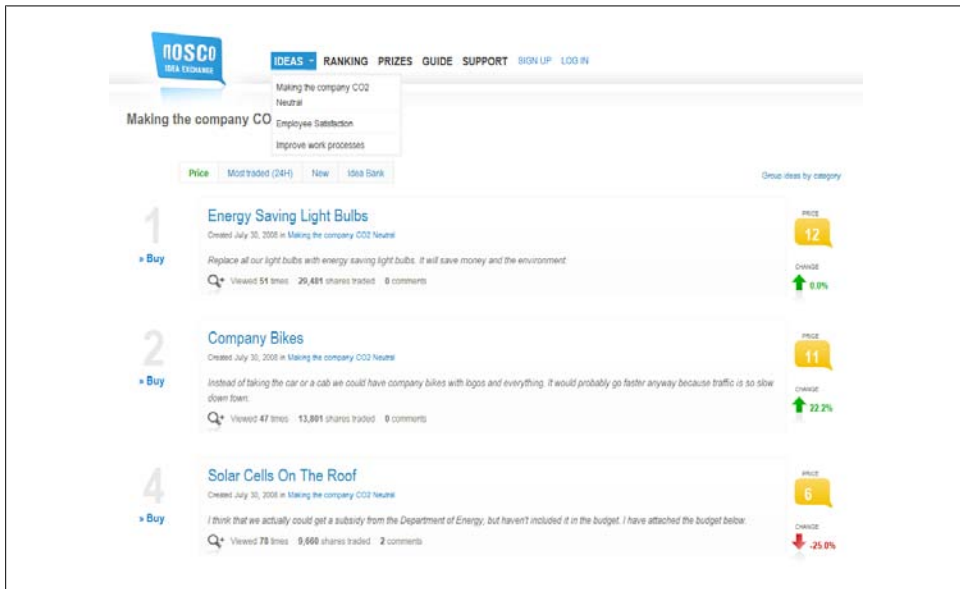 nosco
IDEA EXCHANGE
IDEAS RANKING PRIZES GUIDE SUPPORT SIGN UP LOG IN
Making the company CO2
Neutral
Employee Satisfaction
Improve work processes
Making the company CO
Price Most traded (24H) New Idea Bank Group ideas by category
1
» Buy
Energy Saving Light Bulbs
Created July 30, 2008 in Making the company CO2 Neutral
Replace all our light bulbs with energy saving light bulbs. It will save money and the environment.
Viewed 51 times 29,481 shares traded 0 comments
PRICE
12
CHANGE
0.0%
2
» Buy
Company Bikes
Created July 30, 2008 in Making the company CO2 Neutral
Instead of taking the car or a cab we could have company bikes with logos and everything. It would probably go faster anyway because traffic is so slow
down town.
Viewed 47 times 13,801 shares traded 0 comments
PRICE
11
CHANGE
22.2%
4
» Buy
Solar Cells On The Roof
Created July 30, 2008 in Making the company CO2 Neutral
I think that we actually could get a subsidy from the Department of Energy, but haven't included it in the budget. I have attached the budget below.
Viewed 78 times 9,660 shares traded 2 comments
PRICE
6
CHANGE
-25.0%